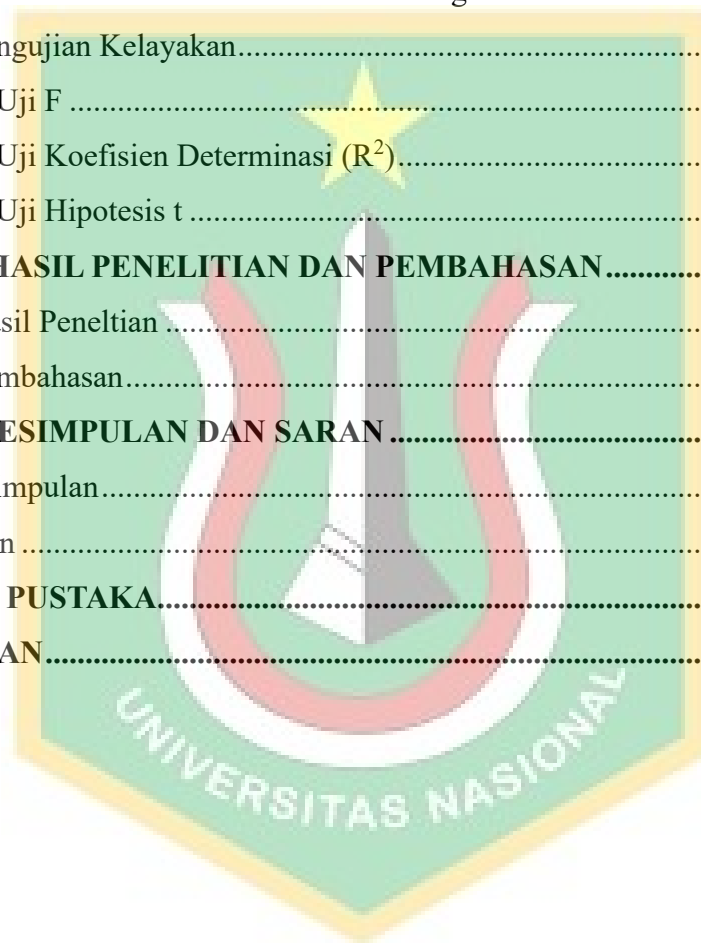 ngujian Kelayakan
Uji F
Uji Koefisien Determinasi (R²)
Uji Hipotesis t
HASIL PENELITIAN DAN PEMBAHASAN
sil Peneltian
mbahasan
ESIMPULAN DAN SARAN
impulan
n
PUSTAKA
AN
UNIVERSITAS NASIONAL